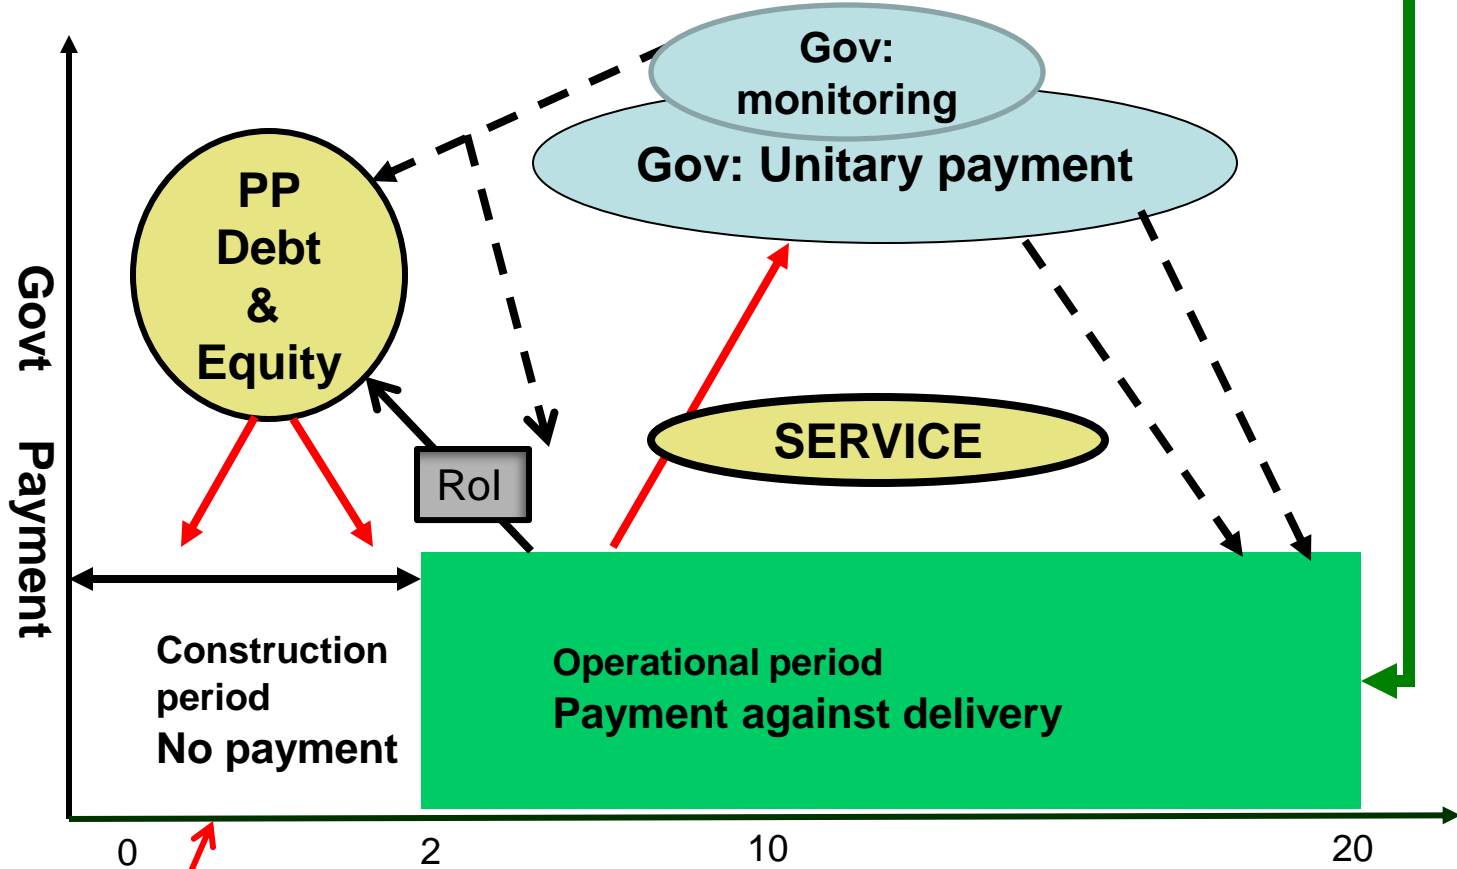 Gov:
monitoring
Gov: Unitary payment
PP
Debt
&
Equity
Govt Payment
SERVICE
RoI
Construction
period
No payment
Operational period
Payment against delivery
0
2
10
20